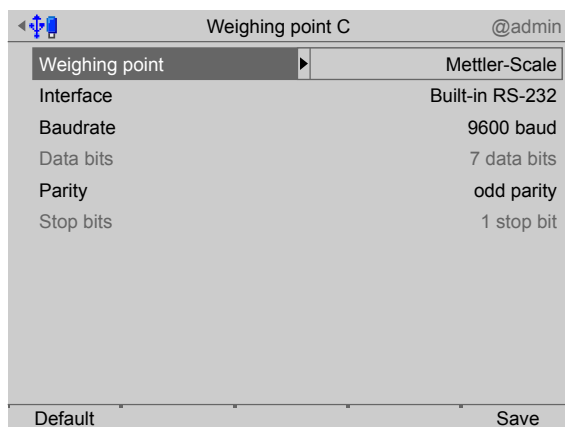 Weighing point C @admin
Weighing point Mettler-Scale
Interface Built-in RS-232
Baudrate 9600 baud
Data bits 7 data bits
Parity odd parity
Stop bits 1 stop bit
Default Save